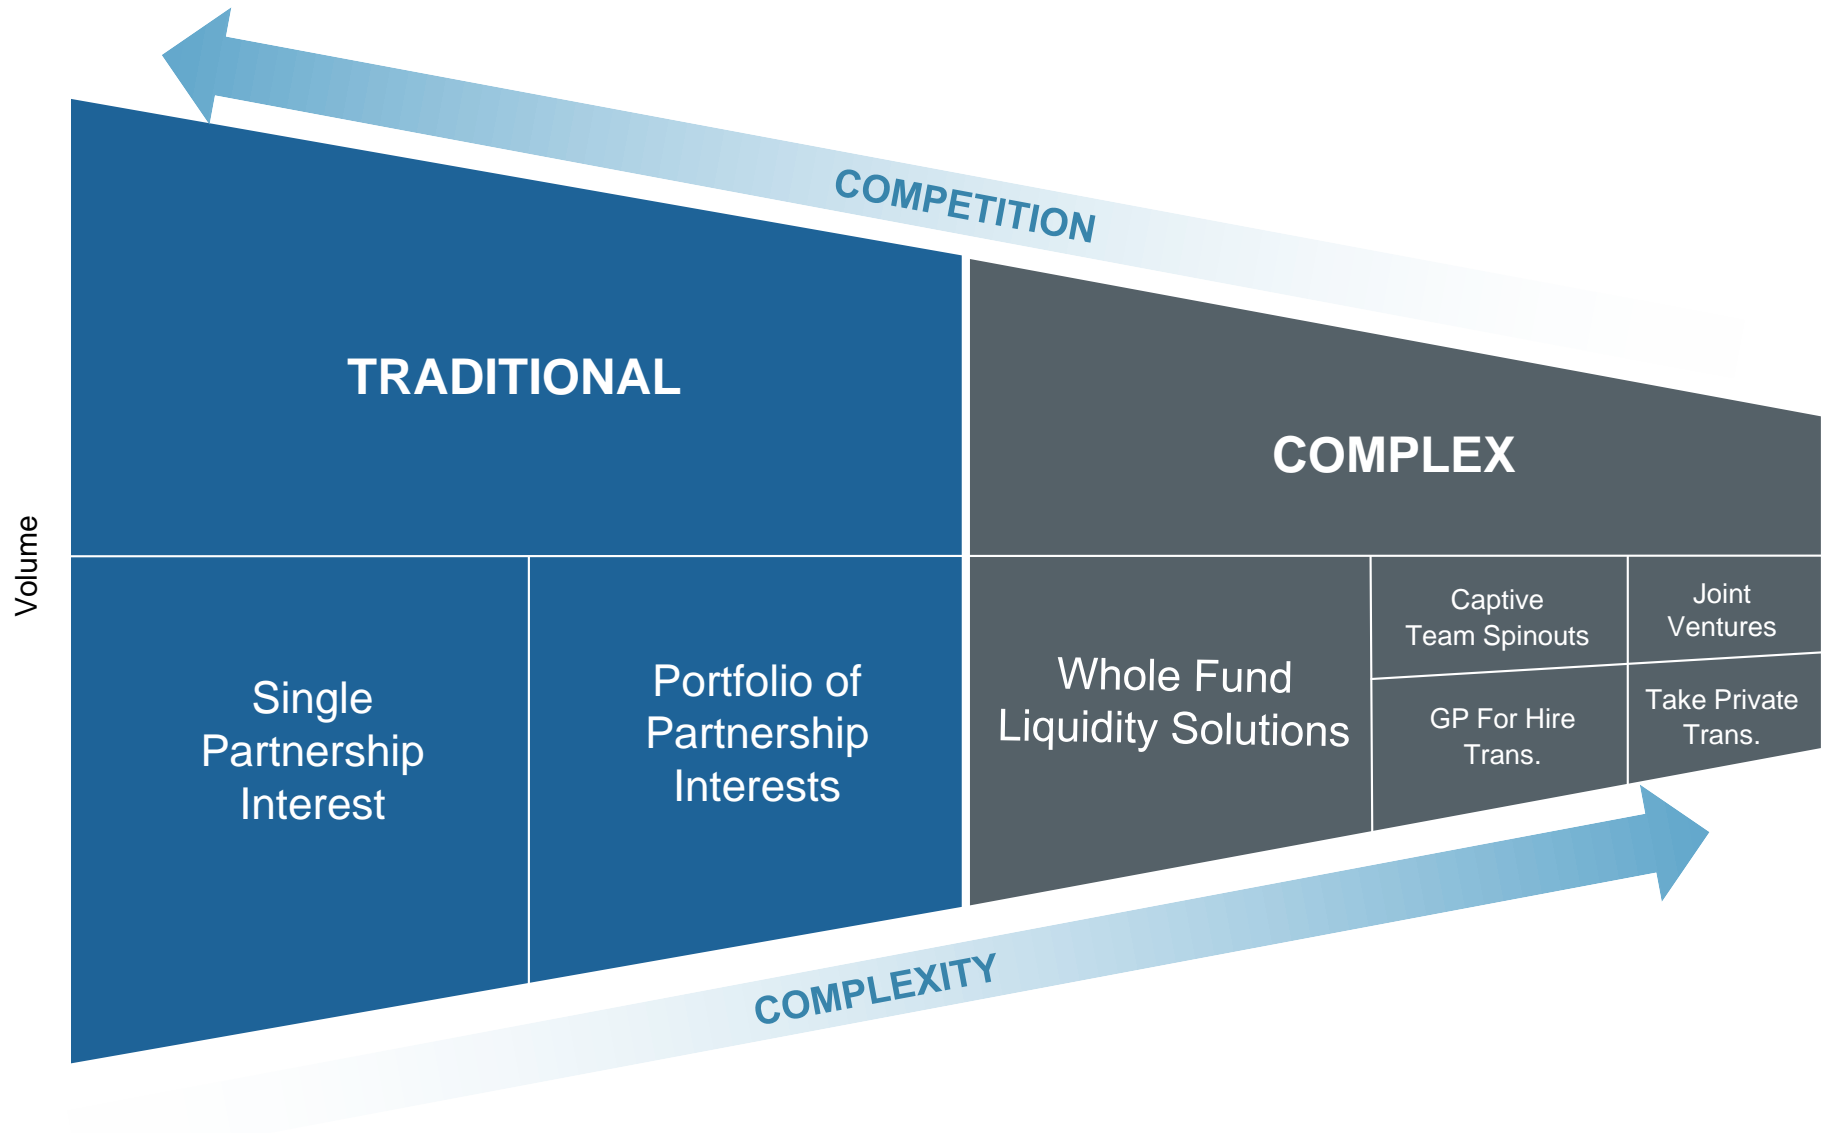 COMPETITION
TRADITIONAL
COMPLEX
Volume
Single
Partnership
Interest
Portfolio of
Partnership
Interests
Whole Fund
Liquidity Solutions
Captive
Team Spinouts
Joint
Ventures
GP For Hire
Trans.
Take Private
Trans.
COMPLEXITY